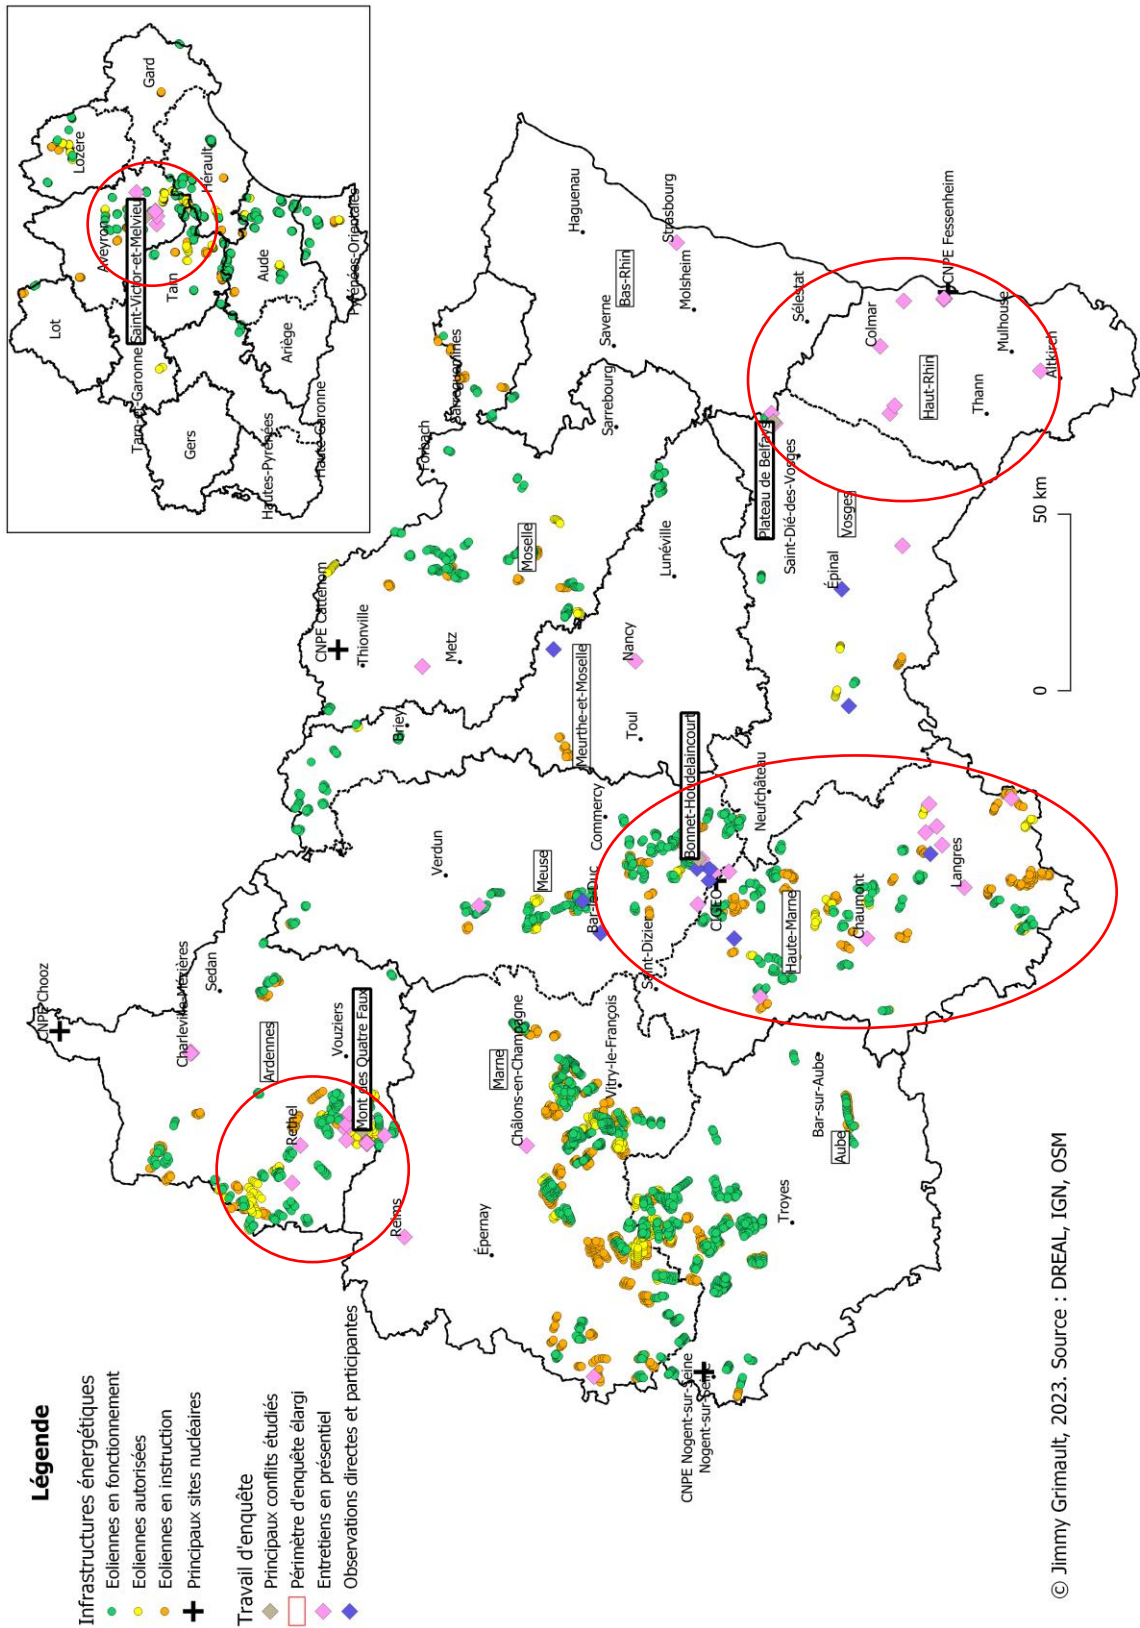 Légende
Infrastructures énergétiques
Eoliennes en fonctionnement
Eoliennes autorisées
Eoliennes en instruction
Principaux sites nucléaires
Travail d'enquête
Principaux conflits étudiés
Périmètre d'enquête élargi
Entretiens en présentiel
Observations directes et participantes
CNPE Chooz
Charleville-Mézières
Sedan
Ardennes
Rethel
Vouziers
Mont des Quatre Faux
Reims
Épernay
Marne
Châlons-en-Champagne
Vitry-le-François
CNPE Nogent-sur-Seine
Nogent-sur-Seine
Troyes
Aube
Bar-sur-Aube
Verdun
Meuse
Bar-le-Duc
Commercy
Saint-Dizier
Bonnet-Houdelaincourt
CIGEO
Neufchâteau
Haute-Marne
Chaumont
Langres
CNPE Cattenom
Thionville
Briey
Metz
Moselle
Forbach
Sarreguemines
Meurthe-et-Moselle
Nancy
Toul
Lunéville
Sarrebourg
Saverne
Haguenau
Bas-Rhin
Strasbourg
Molsheim
Sélestat
Plateau de Belfays
Saint-Dié-des-Vosges
Vosges
Épinal
Colmar
Haut-Rhin
CNPE Fessenheim
Mulhouse
Thann
Altkirch
Lot
Aveyron
Lozère
Gard
Saint-Victor-et-Melvieu
Tarn-et-Garonne
Tarn
Hérault
Gers
Hautes-Pyrénées
Haute-Garonne
Ariège
Aude
Pyrénées-Orientales
0
50 km
© Jimmy Grimault, 2023. Source : DREAL, IGN, OSM